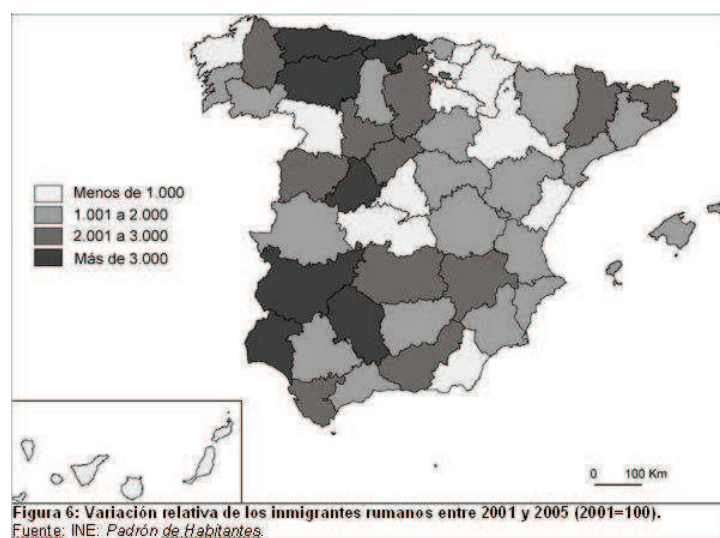 Menos de 1.000
1.001 a 2.000
2.001 a 3.000
Más de 3.000
0 100 Km
Figura 6: Variación relativa de los inmigrantes rumanos entre 2001 y 2005 (2001=100).
Fuente: INE: Padrón de Habitantes.